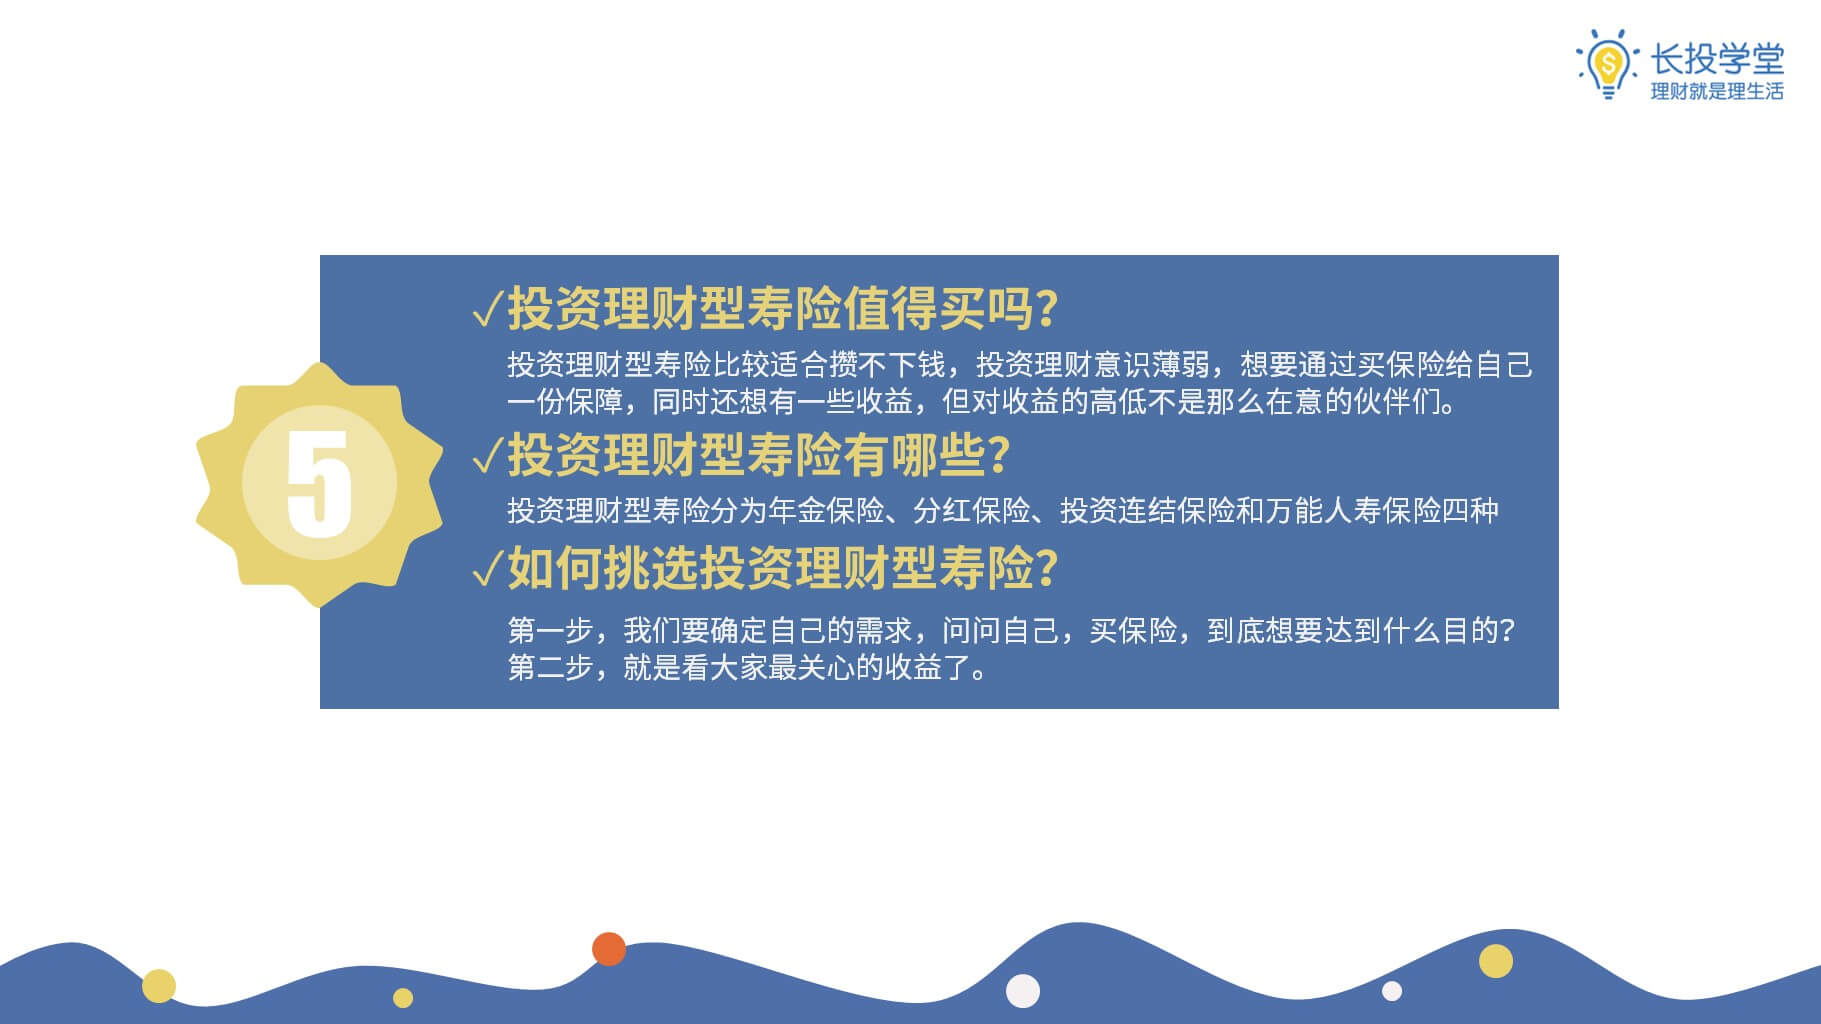 长投学堂
理财就是理生活
5
✓投资理财型寿险值得买吗？
投资理财型寿险比较适合攒不下钱，投资理财意识薄弱，想要通过买保险给自己
一份保障，同时还想有一些收益，但对收益的高低不是那么在意的伙伴们。
✓投资理财型寿险有哪些？
投资理财型寿险分为年金保险、分红保险、投资连结保险和万能人寿保险四种
✓如何挑选投资理财型寿险？
第一步，我们要确定自己的需求，问问自己，买保险，到底想要达到什么目的？
第二步，就是看大家最关心的收益了。